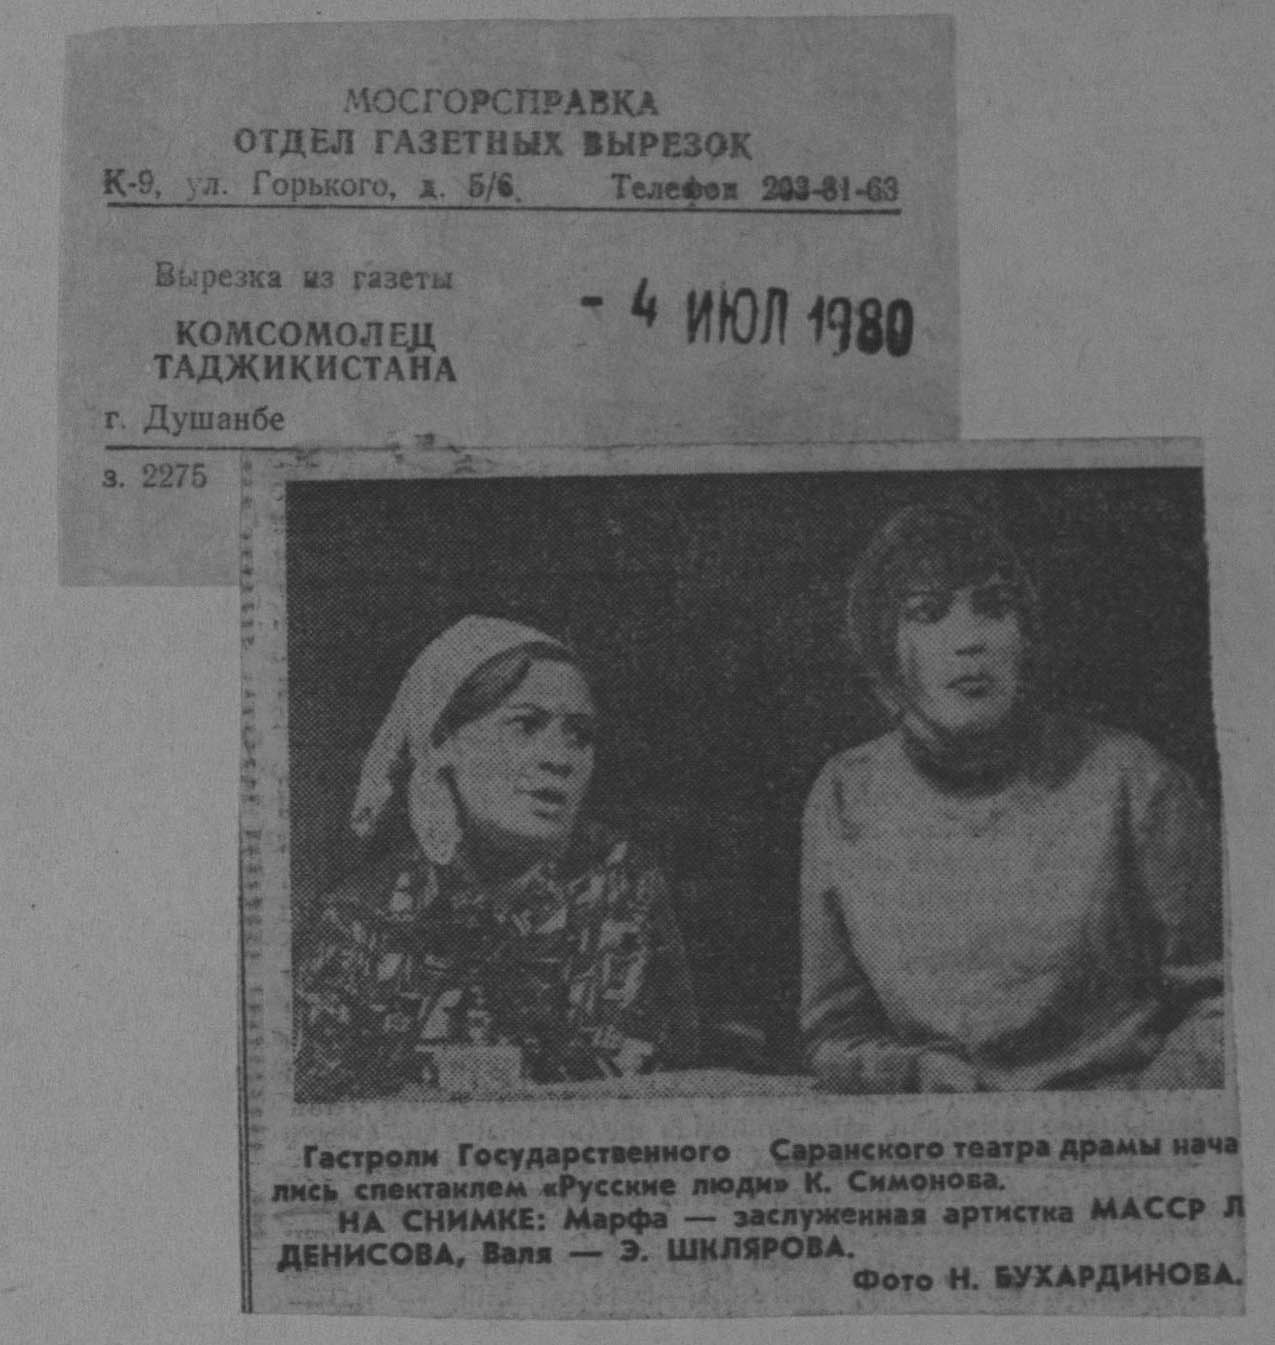 МОСГОРСПРАВКА
ОТДЕЛ ГАЗЕТНЫХ ВЫРЕЗОК
К-9, ул. Горького, д. 5/6. Телефон 203-81-63
Вырезка из газеты
- 4 ИЮЛ 1980
КОМСОМОЛЕЦ
ТАДЖИКИСТАНА
г. Душанбе
з. 2275
Гастроли Государственного Саранского театра драмы нача
лись спектаклем «Русские люди» К. Симонова.
НА СНИМКЕ: Марфа — заслуженная артистка МАССР Л
ДЕНИСОВА, Валя — Э. ШКЛЯРОВА.
Фото Н. БУХАРДИНОВА.